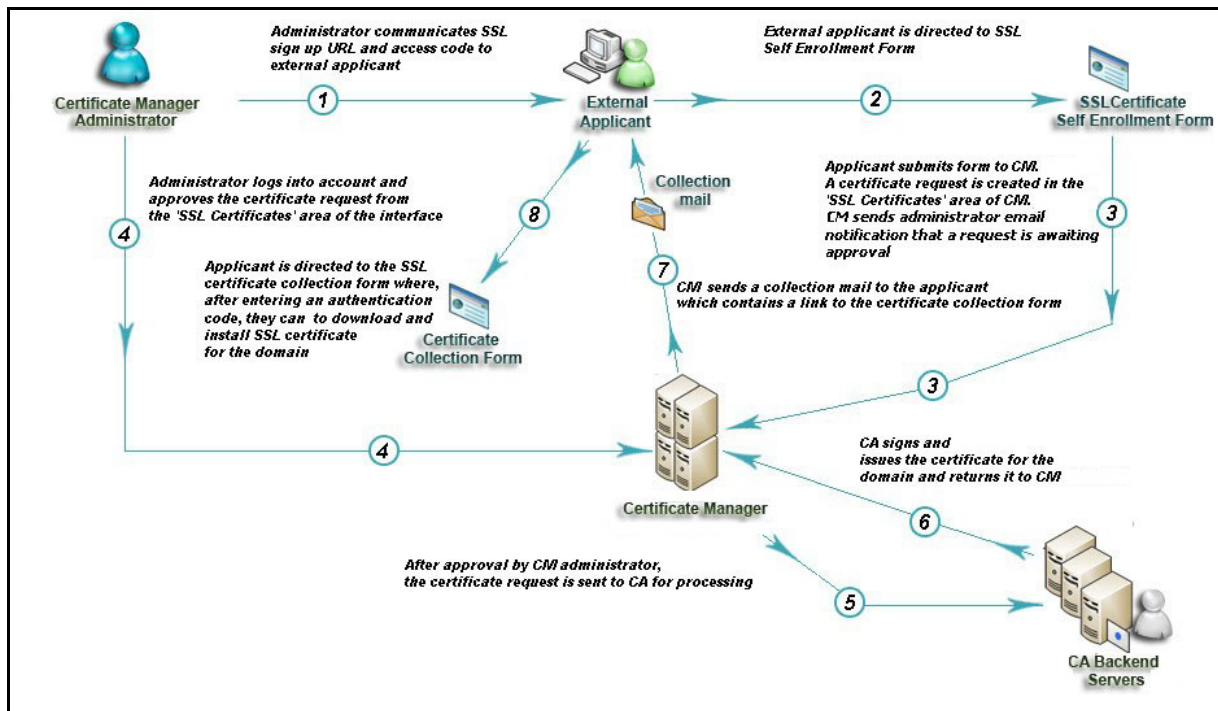 Administrator communicates SSL
sign up URL and access code to
external applicant
External applicant is directed to SSL
Self Enrollment Form
Certificate Manager
Administrator
1
External
Applicant
2
SSLCertificate
Self Enrollment Form
Administrator logs into account and
approves the certificate request from
the 'SSL Certificates' area of the interface
4
8
Collection
mail
Applicant submits form to CM.
A certificate request is created in the
'SSL Certificates' area of CM.
CM sends administrator email
notification that a request is awaiting
approval
3
Applicant is directed to the SSL
certificate collection form where,
after entering an authentication
code, they can to download and
install SSL certificate
for the domain
Certificate
Collection Form
7
CM sends a collection mail to the applicant
which contains a link to the certificate collection form
3
4
Certificate Manager
CA signs and
issues the certificate for the
domain and returns it to CM
6
After approval by CM administrator,
the certificate request is sent to CA for processing
5
CA Backend
Servers